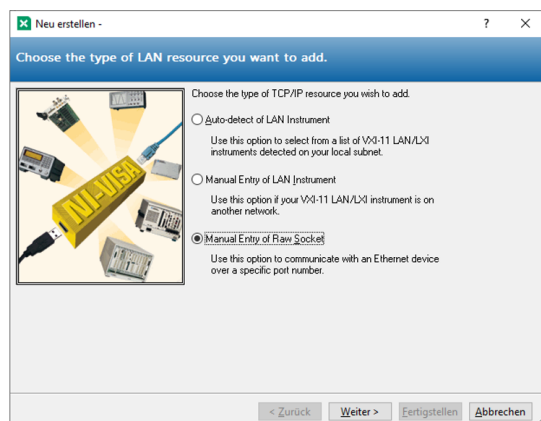 Neu erstellen -
?
Choose the type of LAN resource you want to add.
NI-VISA
Choose the type of TCP/IP resource you wish to add.
Auto-detect of LAN Instrument
Use this option to select from a list of VXI-11 LAN/LXI
instruments detected on your local subnet.
Manual Entry of LAN Instrument
Use this option if your VXI-11 LAN/LXI instrument is on
another network.
Manual Entry of Raw Socket
Use this option to communicate with an Ethernet device
over a specific port number.
< Zurück Weiter > Fertigstellen Abbrechen